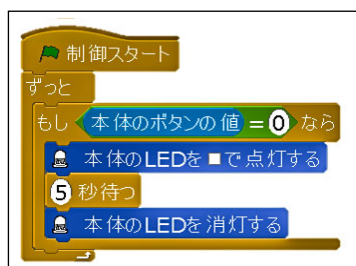 制御スタート
ずっと
もし 本体のボタンの値 = 0 なら
本体のLEDを■で点灯する
5 秒待つ
本体のLEDを消灯する